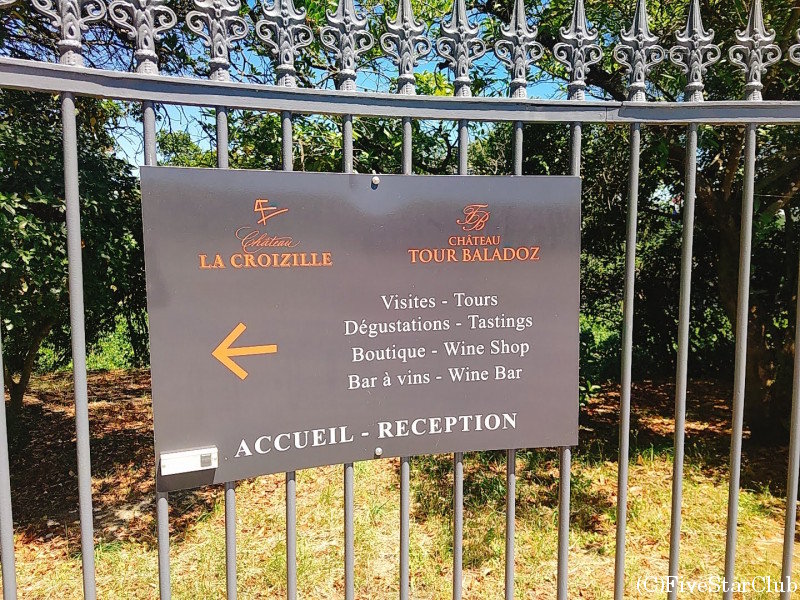 Château
LA CROIZILLE
TB
CHÂTEAU
TOUR BALADOZ
Visites - Tours
Dégustations - Tastings
Boutique - Wine Shop
Bar à vins - Wine Bar
ACCUEIL - RECEPTION
(C)FiveStarClub